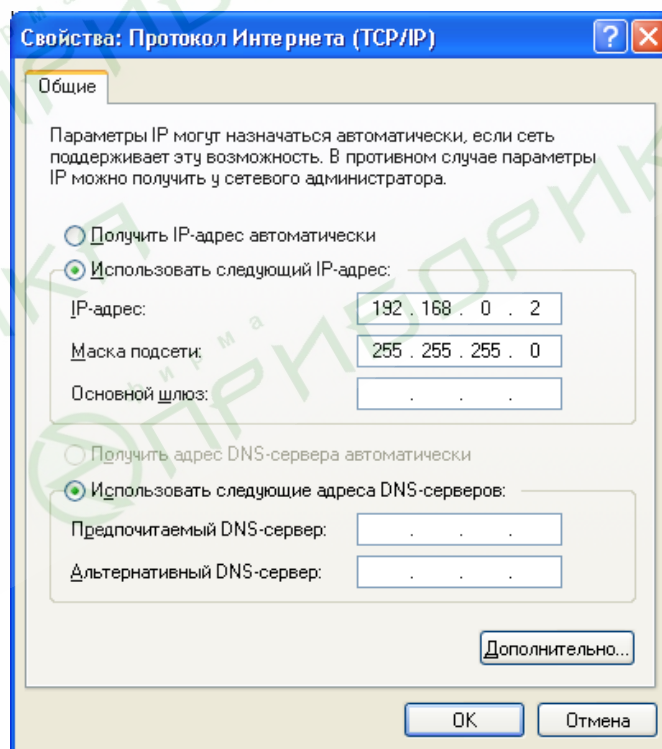 Свойства: Протокол Интернета (TCP/IP)
Общие
Параметры IP могут назначаться автоматически, если сеть
поддерживает эту возможность. В противном случае параметры
IP можно получить у сетевого администратора.
Получить IP-адрес автоматически
Использовать следующий IP-адрес:
IP-адрес: 192 . 168 . 0 . 2
Маска подсети: 255 . 255 . 255 . 0
Основной шлюз: . . .
Получить адрес DNS-сервера автоматически
Использовать следующие адреса DNS-серверов:
Предпочитаемый DNS-сервер: . . .
Альтернативный DNS-сервер: . . .
Дополнительно...
OK Отмена
фирма
ПРИБОРИК